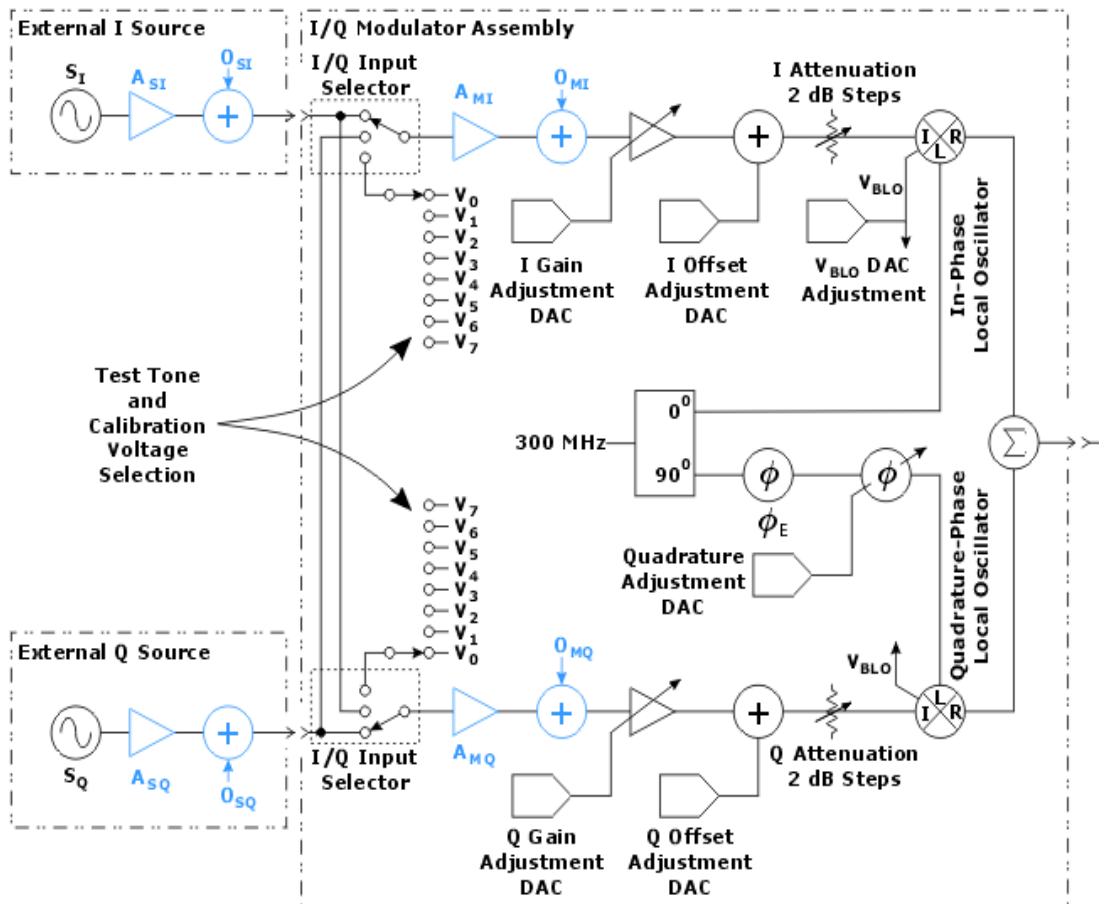 External I Source
I/Q Modulator Assembly
S_I
A_SI
O_SI
I/Q Input
Selector
A_MI
O_MI
I Attenuation
2 dB Steps
I
R
L
V_BLO
V_0
V_1
V_2
V_3
V_4
V_5
V_6
V_7
I Gain
Adjustment
DAC
I Offset
Adjustment
DAC
V_BLO DAC
Adjustment
In-Phase
Local Oscillator
Test Tone
and
Calibration
Voltage
Selection
300 MHz
0⁰
90⁰
ϕ
ϕ
ϕ_E
Σ
Quadrature
Adjustment
DAC
Quadrature-Phase
Local Oscillator
V_7
V_6
V_5
V_4
V_3
V_2
V_1
V_0
External Q Source
S_Q
A_SQ
O_SQ
I/Q Input
Selector
A_MQ
O_MQ
V_BLO
L
I
R
Q Attenuation
2 dB Steps
Q Gain
Adjustment
DAC
Q Offset
Adjustment
DAC